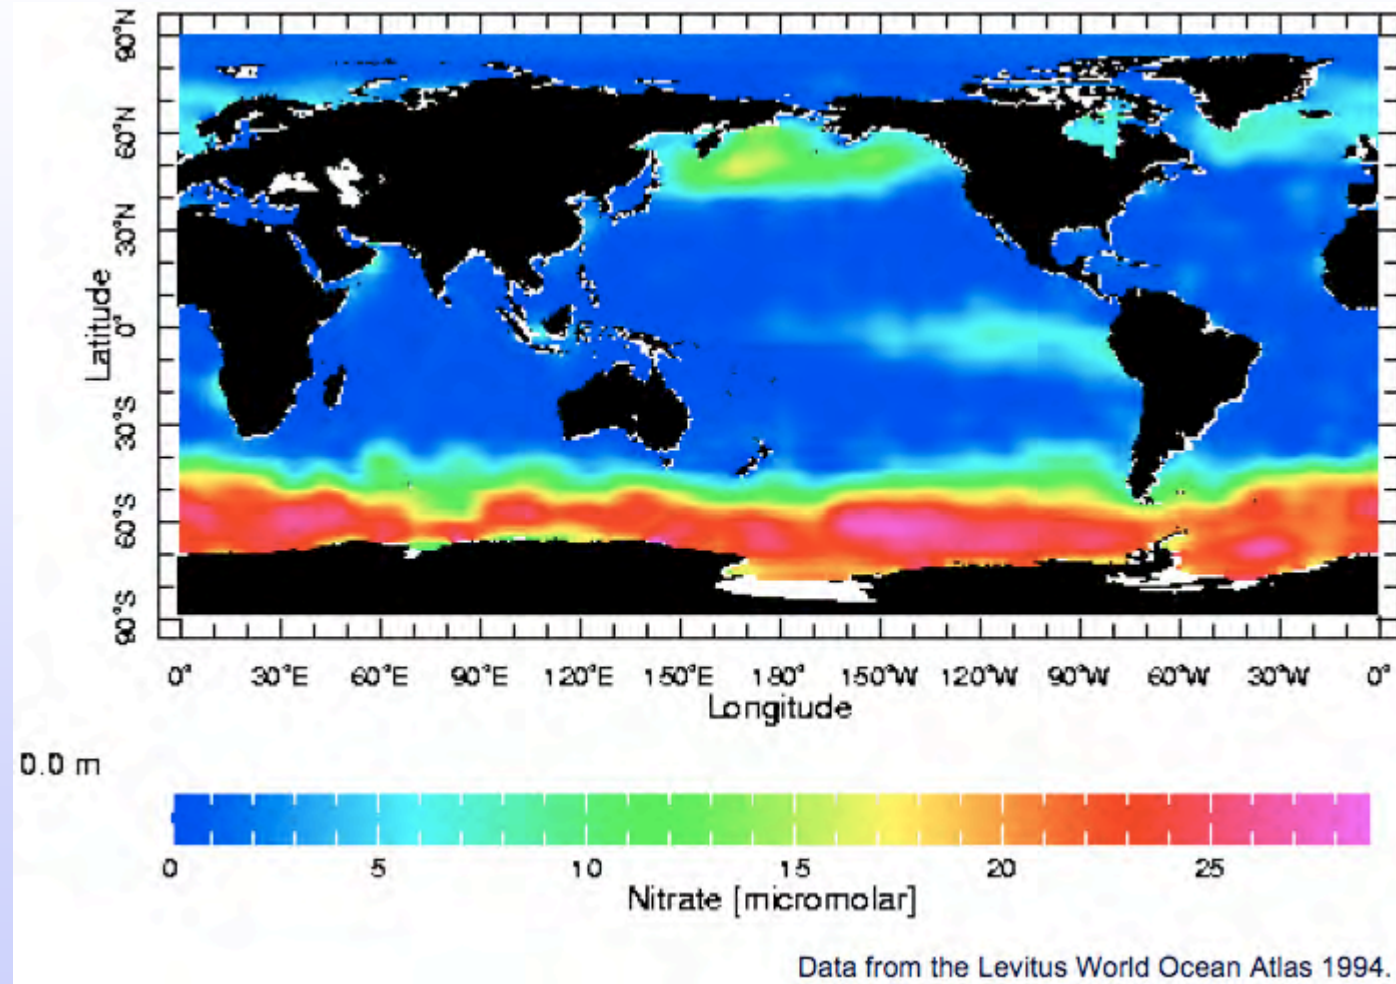 90°N
60°N
30°N
0°
30°S
60°S
90°S
Latitude
0° 30°E 60°E 90°E 120°E 150°E 180° 150°W 120°W 90°W 60°W 30°W 0°
Longitude
0.0 m
0 5 10 15 20 25
Nitrate [micromolar]
Data from the Levitus World Ocean Atlas 1994.